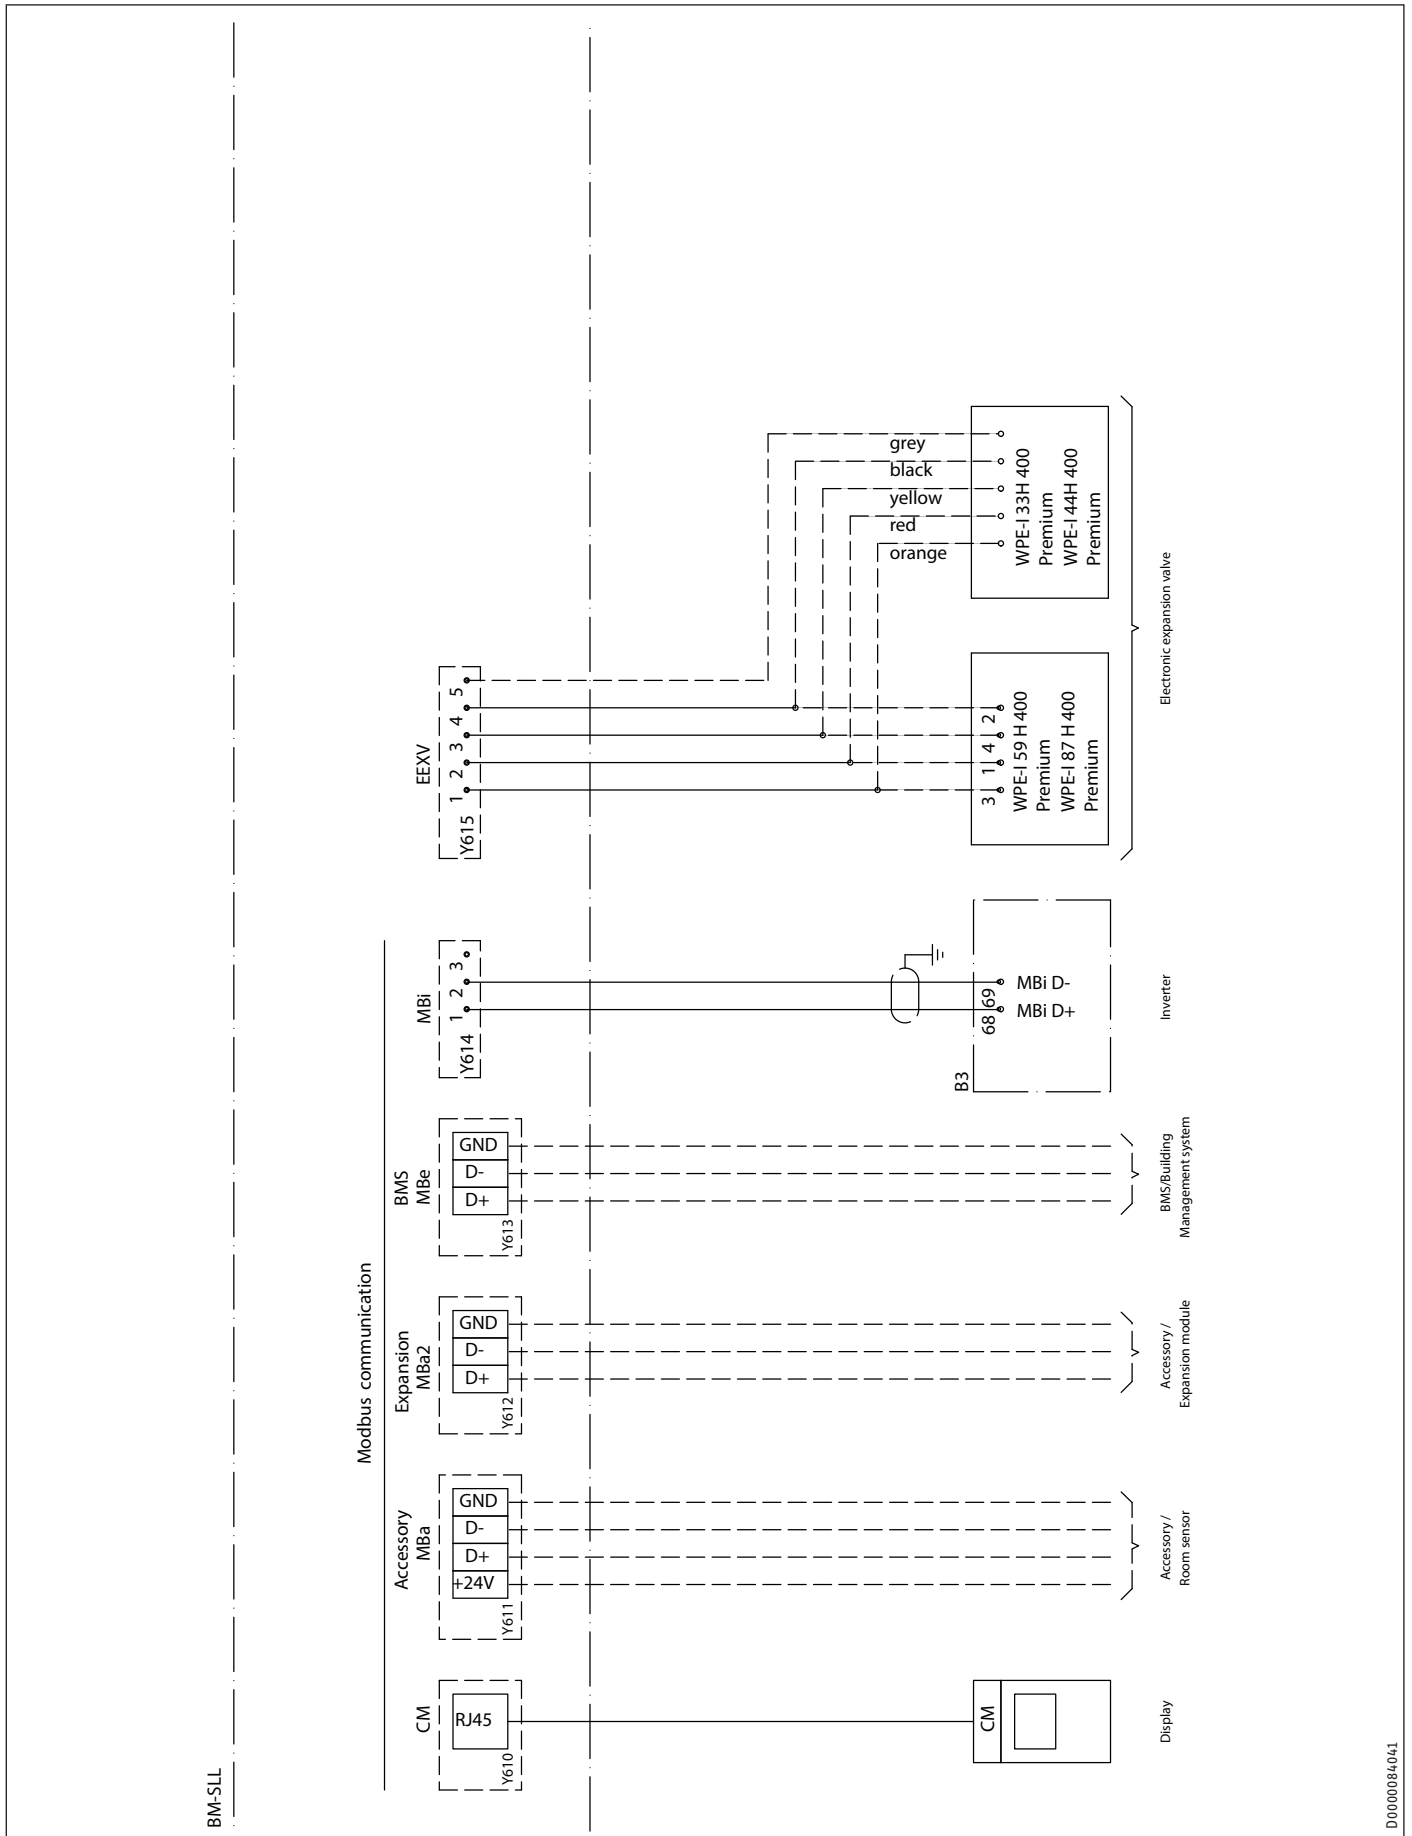 BM-SLL
Modbus communication
CM
RJ45
Y610
CM
Display
Accessory
MBa
+24V
D+
D-
GND
Y611
Accessory /
Room sensor
Expansion
MBa2
D+
D-
GND
Y612
Accessory /
Expansion module
BMS
MBe
D+
D-
GND
Y613
BMS/Building
Management system
MBi
Y614
1 2 3
B3
68 69
MBi D-
MBi D+
Inverter
EEXV
Y615
1 2 3 4 5
3 1 4 2
WPE-I 59 H 400
Premium
WPE-I 87 H 400
Premium
grey
black
yellow
red
orange
WPE-I 33H 400
Premium
WPE-I 44H 400
Premium
Electronic expansion valve
D0000084041